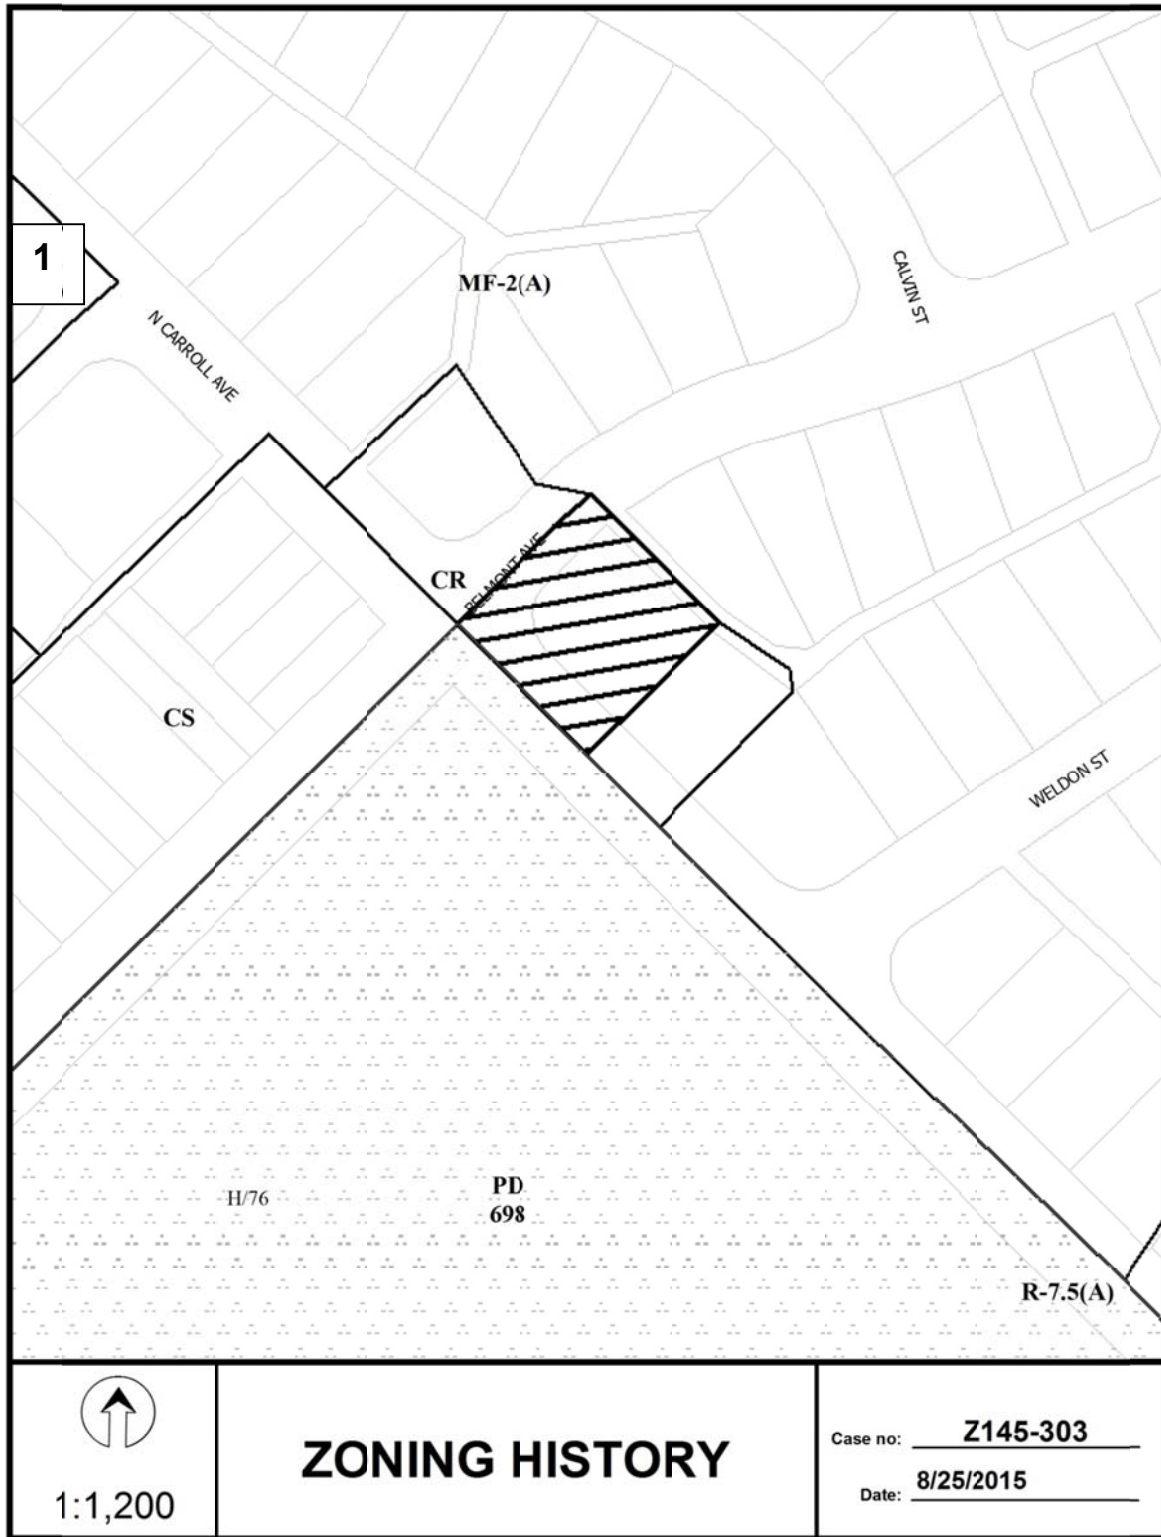 1
MF-2(A)
CALVIN ST
N CARROLL AVE
BELMONT AVE
CR
CS
WELDON ST
H/76
PD
698
R-7.5(A)
1:1,200
ZONING HISTORY
Case no: Z145-303
Date: 8/25/2015